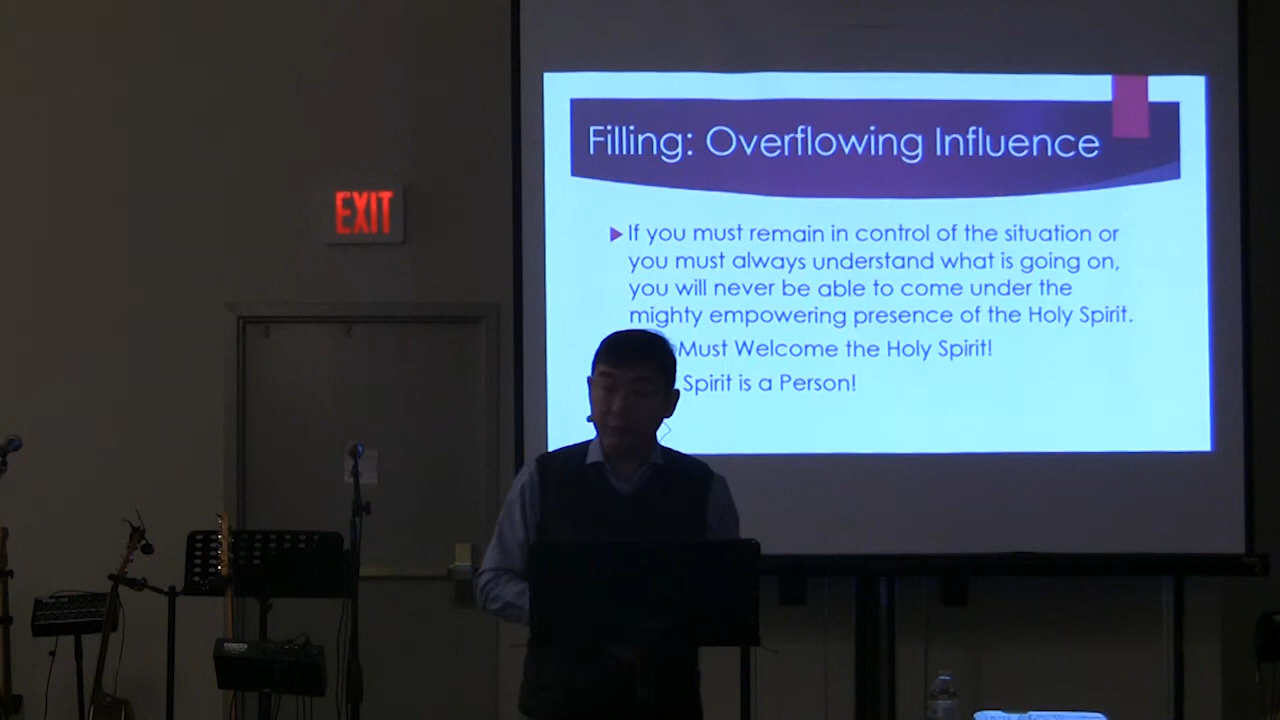 Filling: Overflowing Influence
If you must remain in control of the situation or
you must always understand what is going on,
you will never be able to come under the
mighty empowering presence of the Holy Spirit.
Must Welcome the Holy Spirit!
Spirit is a Person!
EXIT